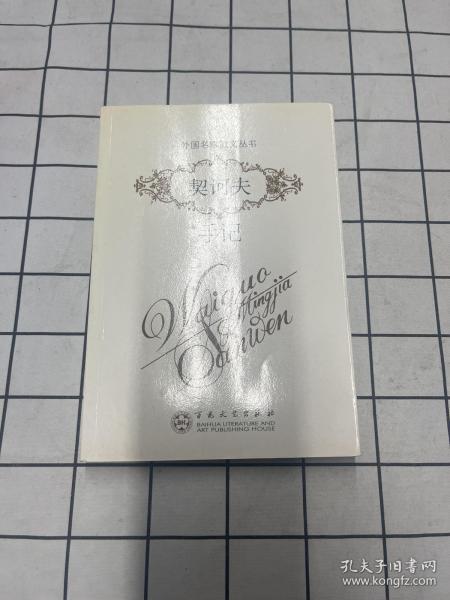 外国名家散文丛书
契诃夫
手记
Waiguo
Mingjia
Sanwen
BH
百花文艺出版社
BAIHUA LITERATURE AND
ART PUBLISHING HOUSE
孔夫子旧书网
www.kongfz.com